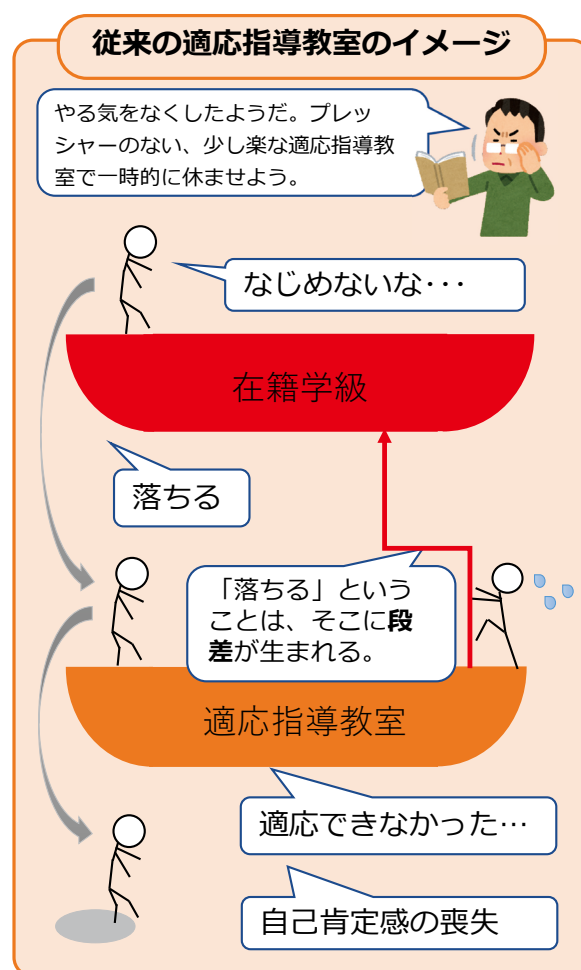 従来の適応指導教室のイメージ
やる気をなくしたようだ。プレッ
シャーのない、少し楽な適応指導教
室で一時的に休ませよう。
なじめないな･･･
在籍学級
落ちる
「落ちる」という
ことは、そこに段
差が生まれる。
適応指導教室
適応できなかった…
自己肯定感の喪失